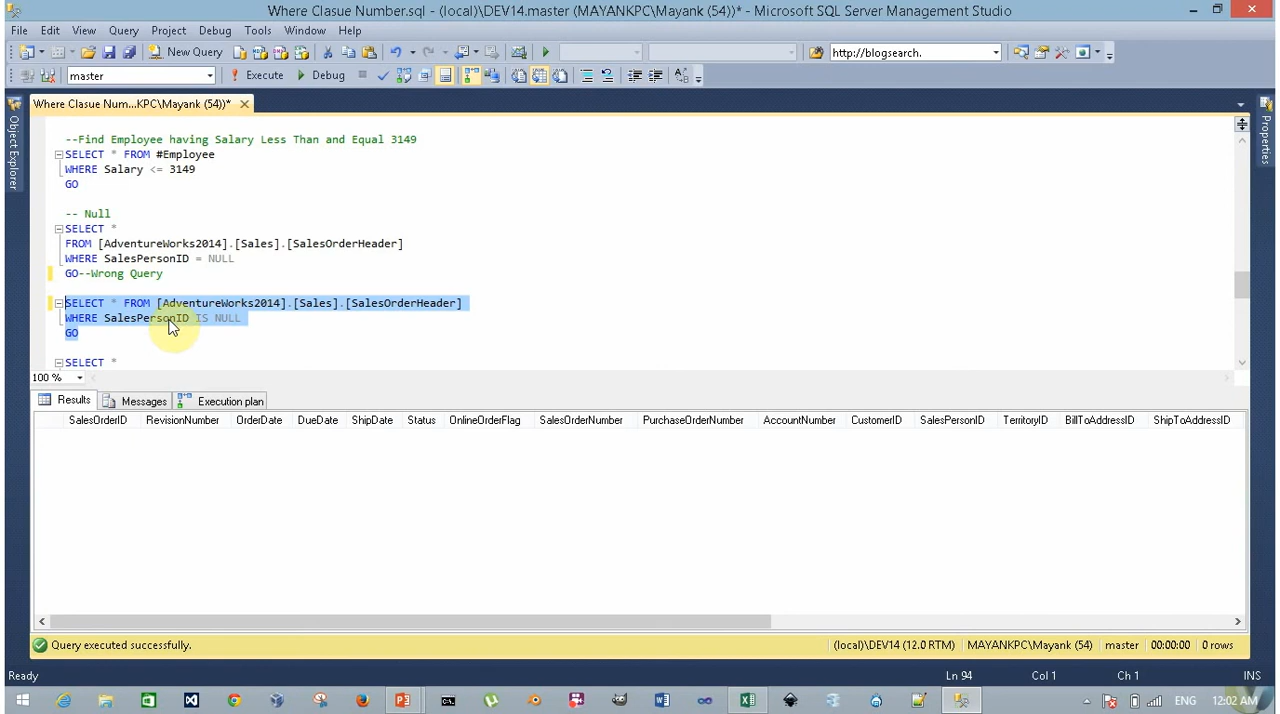 Where Clasue Number.sql - (local)\DEV14.master (MAYANKPC\Mayank (54))* - Microsoft SQL Server Management Studio
File Edit View Query Project Debug Tools Window Help
New Query http://blogsearch.
master Execute Debug
Where Clasue Num...KPC\Mayank (54))*
Object Explorer
Properties
--Find Employee having Salary Less Than and Equal 3149
SELECT * FROM #Employee
WHERE Salary <= 3149
GO
-- Null
SELECT *
FROM [AdventureWorks2014].[Sales].[SalesOrderHeader]
WHERE SalesPersonID = NULL
GO--Wrong Query
SELECT * FROM [AdventureWorks2014].[Sales].[SalesOrderHeader]
WHERE SalesPersonID IS NULL
GO
SELECT *
100 %
Results Messages Execution plan
SalesOrderID RevisionNumber OrderDate DueDate ShipDate Status OnlineOrderFlag SalesOrderNumber PurchaseOrderNumber AccountNumber CustomerID SalesPersonID TerritoryID BillToAddressID ShipToAddressID
Query executed successfully. (local)\DEV14 (12.0 RTM) MAYANKPC\Mayank (54) master 00:00:00 0 rows
Ready Ln 94 Col 1 Ch 1 INS
ENG 12:02 AM